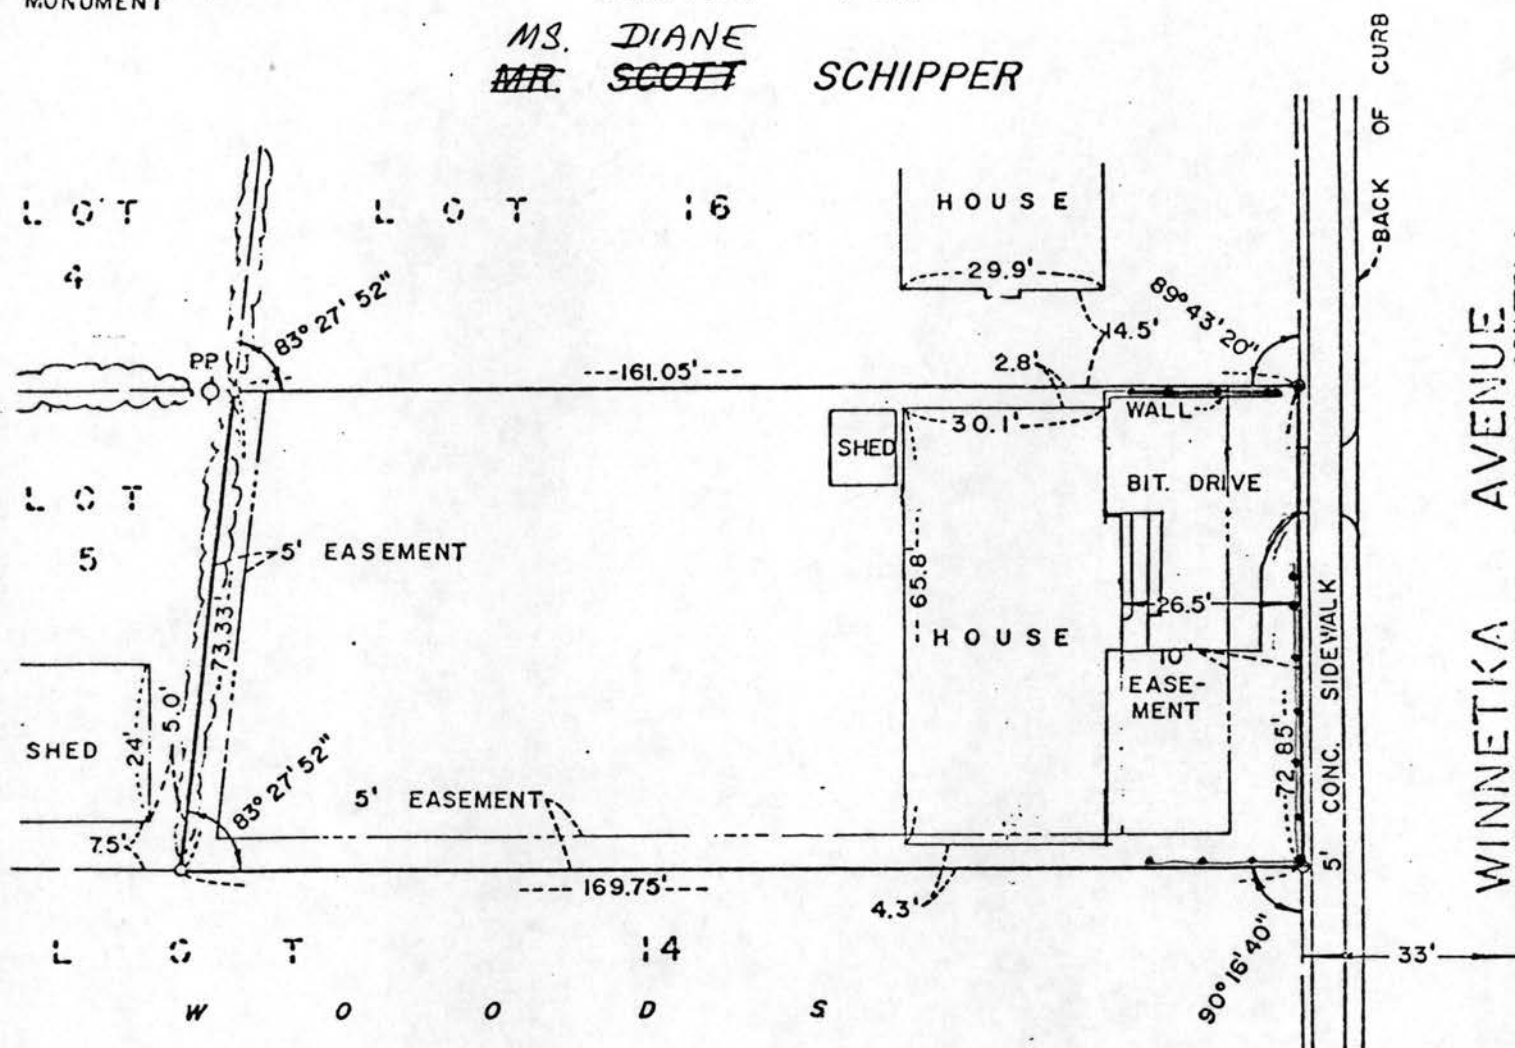 MONUMENT
MS. DIANE
MR. SCOTT SCHIPPER
BACK OF CURB
LOT
4
LOT 16
HOUSE
29.9'
89° 43' 20"
14.5'
83° 27' 52"
PP
161.05'
2.8'
30.1'
WALL
SHED
BIT. DRIVE
LOT
5
5' EASEMENT
73.33'
65.8'
HOUSE
26.5'
10'
EASE-
MENT
72.85'
5' CONC. SIDEWALK
WINNETKA AVENUE
SHED
24'
5.0'
7.5'
83° 27' 52"
5' EASEMENT
169.75'
4.3'
90° 16' 40"
33'
LOT 14
WOODS